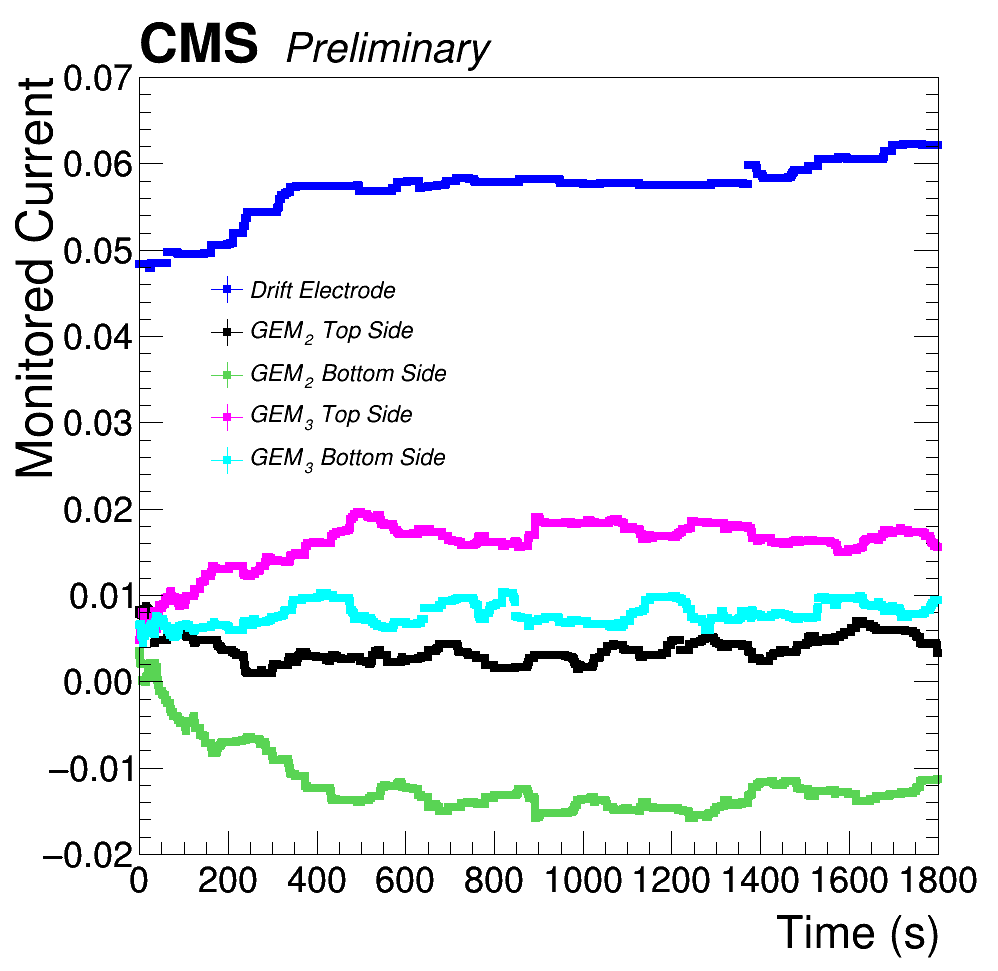 CMS Preliminary
Monitored Current
0.07
0.06
0.05
0.04
0.03
0.02
0.01
0.00
−0.01
−0.02
Drift Electrode
GEM2 Top Side
GEM2 Bottom Side
GEM3 Top Side
GEM3 Bottom Side
0 200 400 600 800 1000 1200 1400 1600 1800
Time (s)